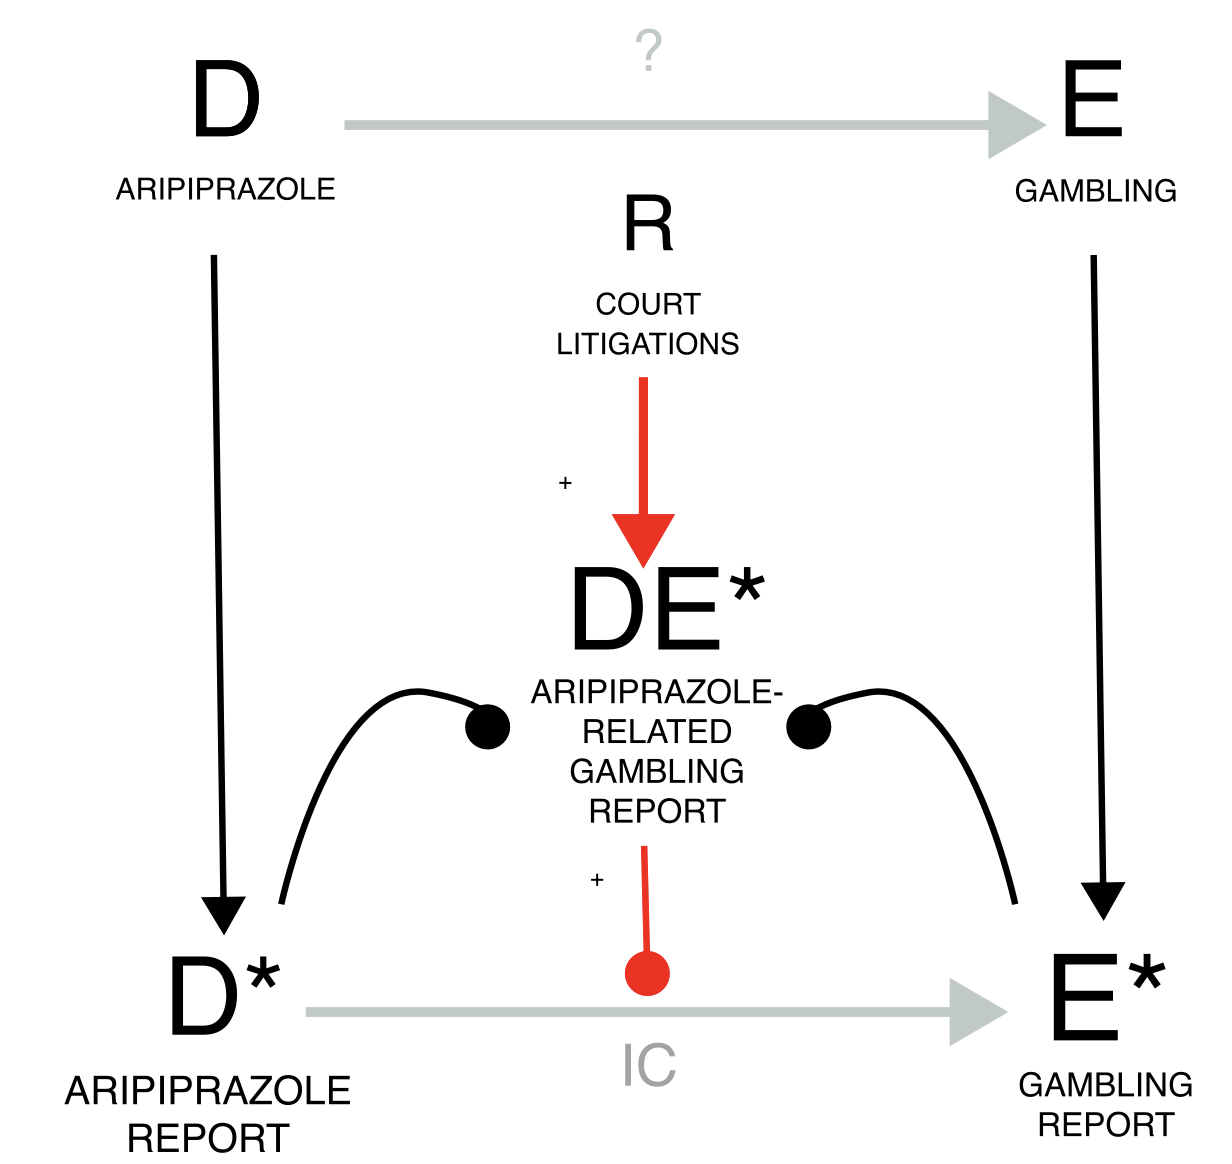 ?
D
E
ARIPIPRAZOLE
GAMBLING
R
COURT
LITIGATIONS
+
DE*
ARIPIPRAZOLE-
RELATED
GAMBLING
REPORT
+
D*
E*
IC
ARIPIPRAZOLE
REPORT
GAMBLING
REPORT